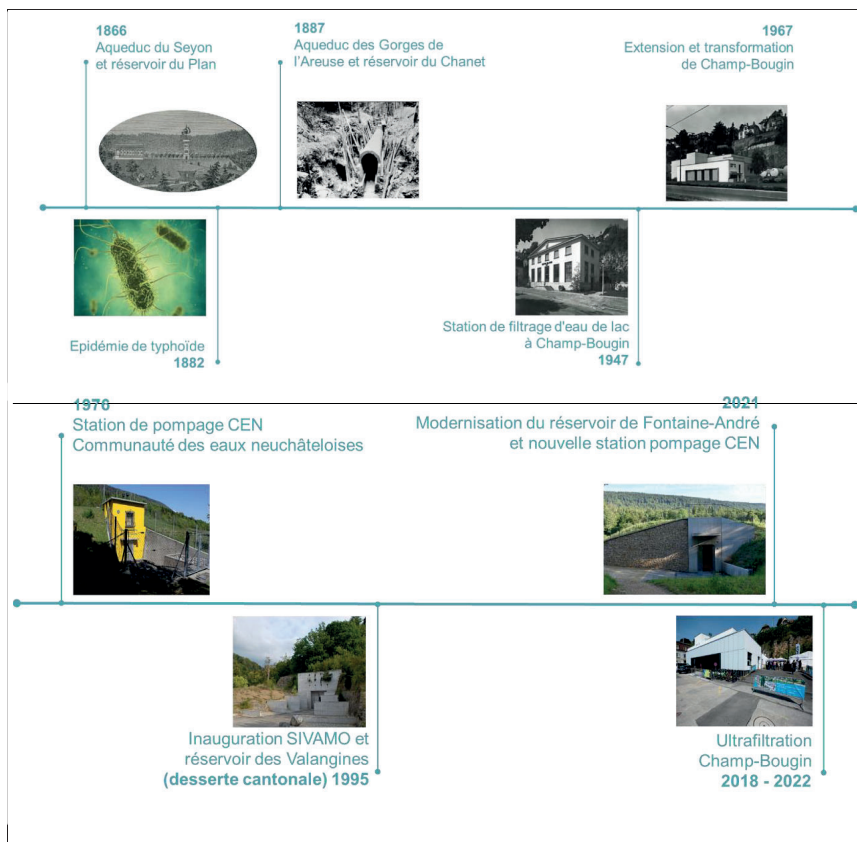 1866
Aqueduc du Seyon
et réservoir du Plan
1887
Aqueduc des Gorges de
l'Areuse et réservoir du Chanet
1967
Extension et transformation
de Champ-Bougin
Epidémie de typhoïde
1882
Station de filtrage d'eau de lac
à Champ-Bougin
1947
1976
Station de pompage CEN
Communauté des eaux neuchâteloises
2021
Modernisation du réservoir de Fontaine-André
et nouvelle station pompage CEN
Inauguration SIVAMO et
réservoir des Valangines
(desserte cantonale) 1995
Ultrafiltration
Champ-Bougin
2018 - 2022